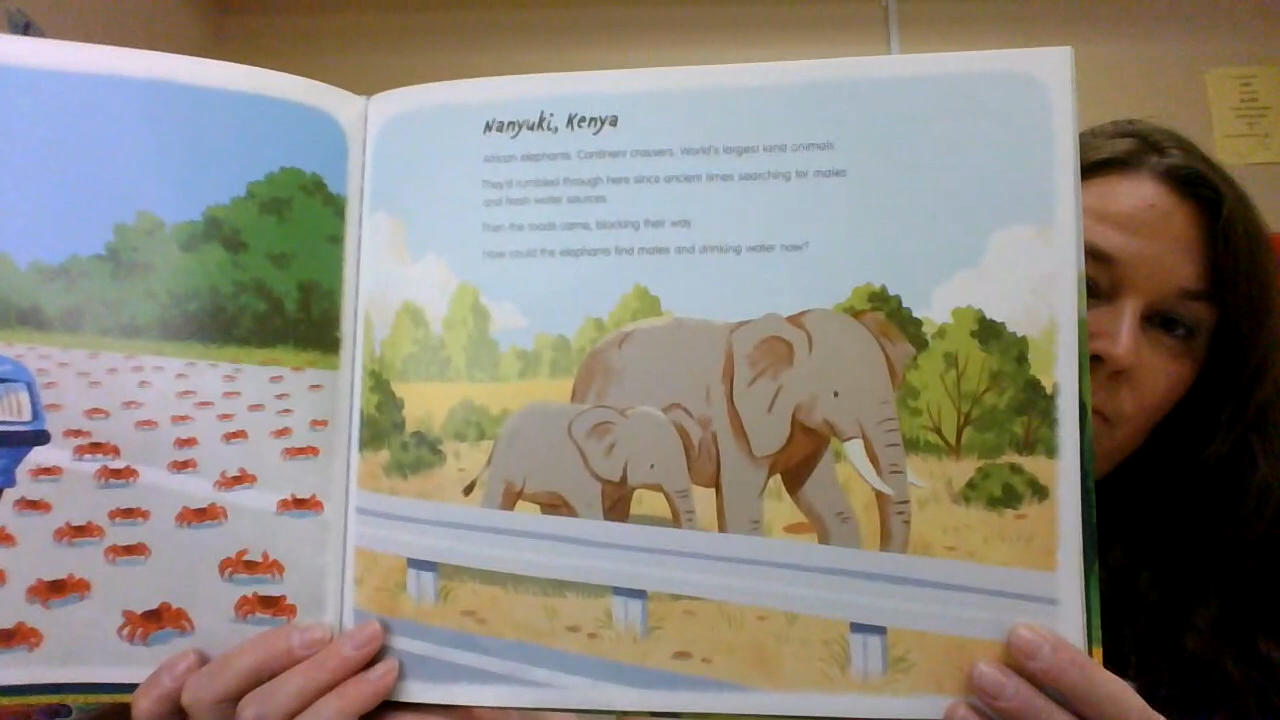 Nanyuki, Kenya
African elephants. Continent crossers. World's largest land animals.
They'd rumbled through here since ancient times searching for mates
and fresh water sources.
Then the roads came, blocking their way.
How could the elephants find mates and drinking water now?